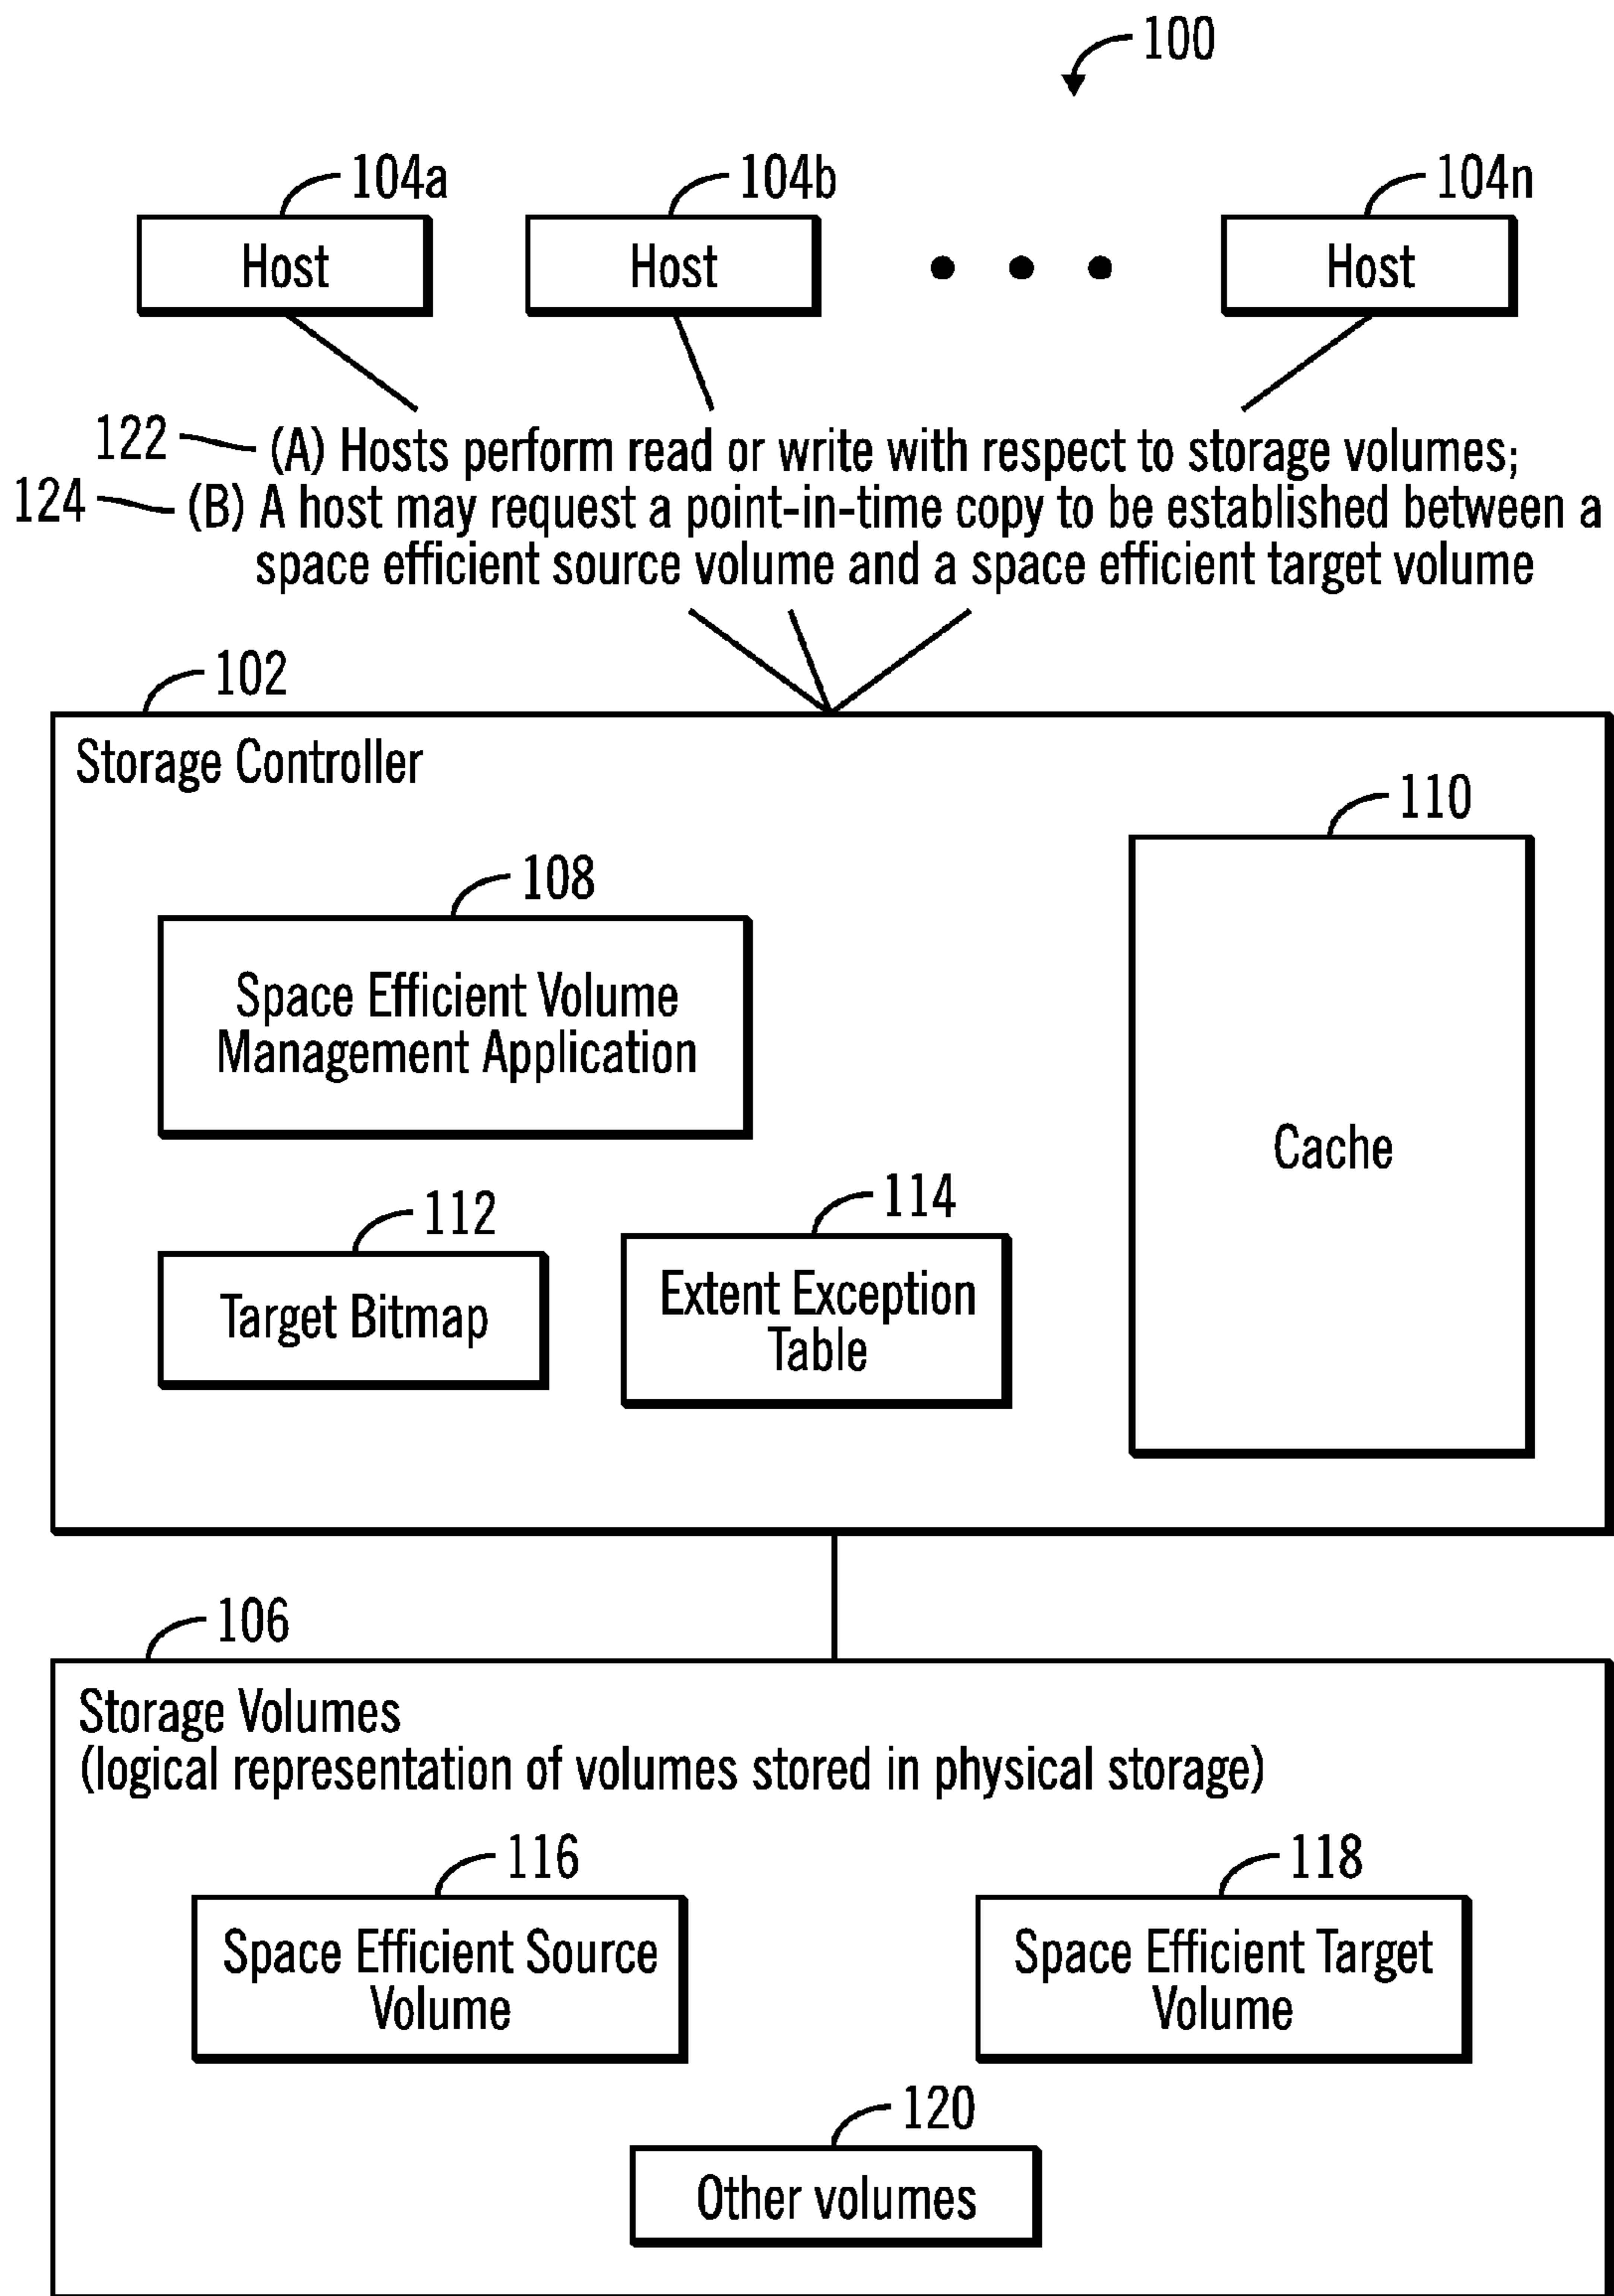 100
104a
104b
104n
Host
Host
Host
122
(A) Hosts perform read or write with respect to storage volumes;
124
(B) A host may request a point-in-time copy to be established between a
space efficient source volume and a space efficient target volume
102
Storage Controller
110
108
Space Efficient Volume
Management Application
Cache
114
112
Extent Exception
Table
Target Bitmap
106
Storage Volumes
(logical representation of volumes stored in physical storage)
116
118
Space Efficient Source
Volume
Space Efficient Target
Volume
120
Other volumes